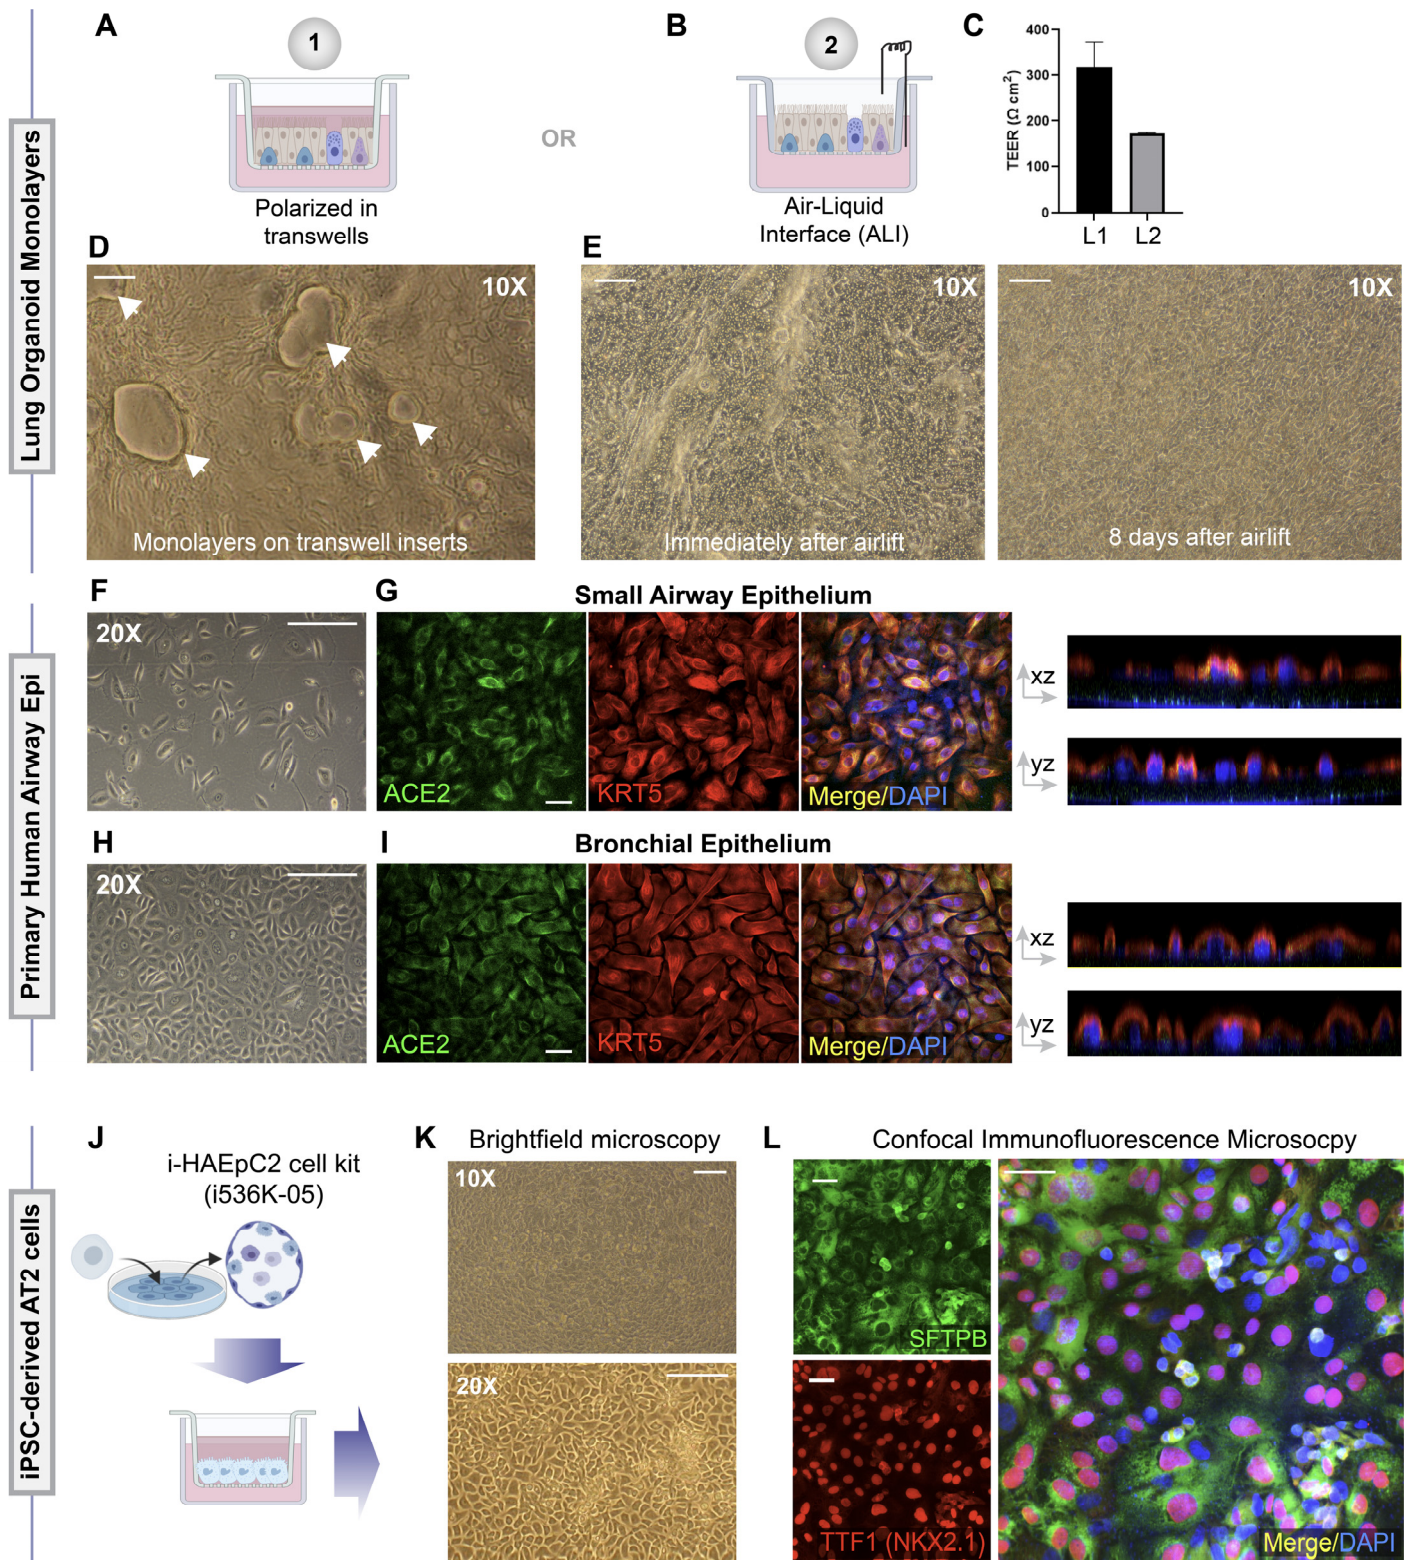 Lung Organoid Monolayers
A
1
Polarized in
transwells
OR
B
2
Air-Liquid
Interface (ALI)
C
TEER (Ω cm²)
400
300
200
100
0
L1 L2
D
10X
Monolayers on transwell inserts
E
10X
Immediately after airlift
10X
8 days after airlift
Primary Human Airway Epi
F
20X
G
Small Airway Epithelium
ACE2
KRT5
Merge/DAPI
xz
yz
H
20X
I
Bronchial Epithelium
ACE2
KRT5
Merge/DAPI
xz
yz
iPSC-derived AT2 cells
J
i-HAEpC2 cell kit
(i536K-05)
K
Brightfield microscopy
10X
20X
L
Confocal Immunofluorescence Microsocpy
SFTPB
TTF1 (NKX2.1)
Merge/DAPI